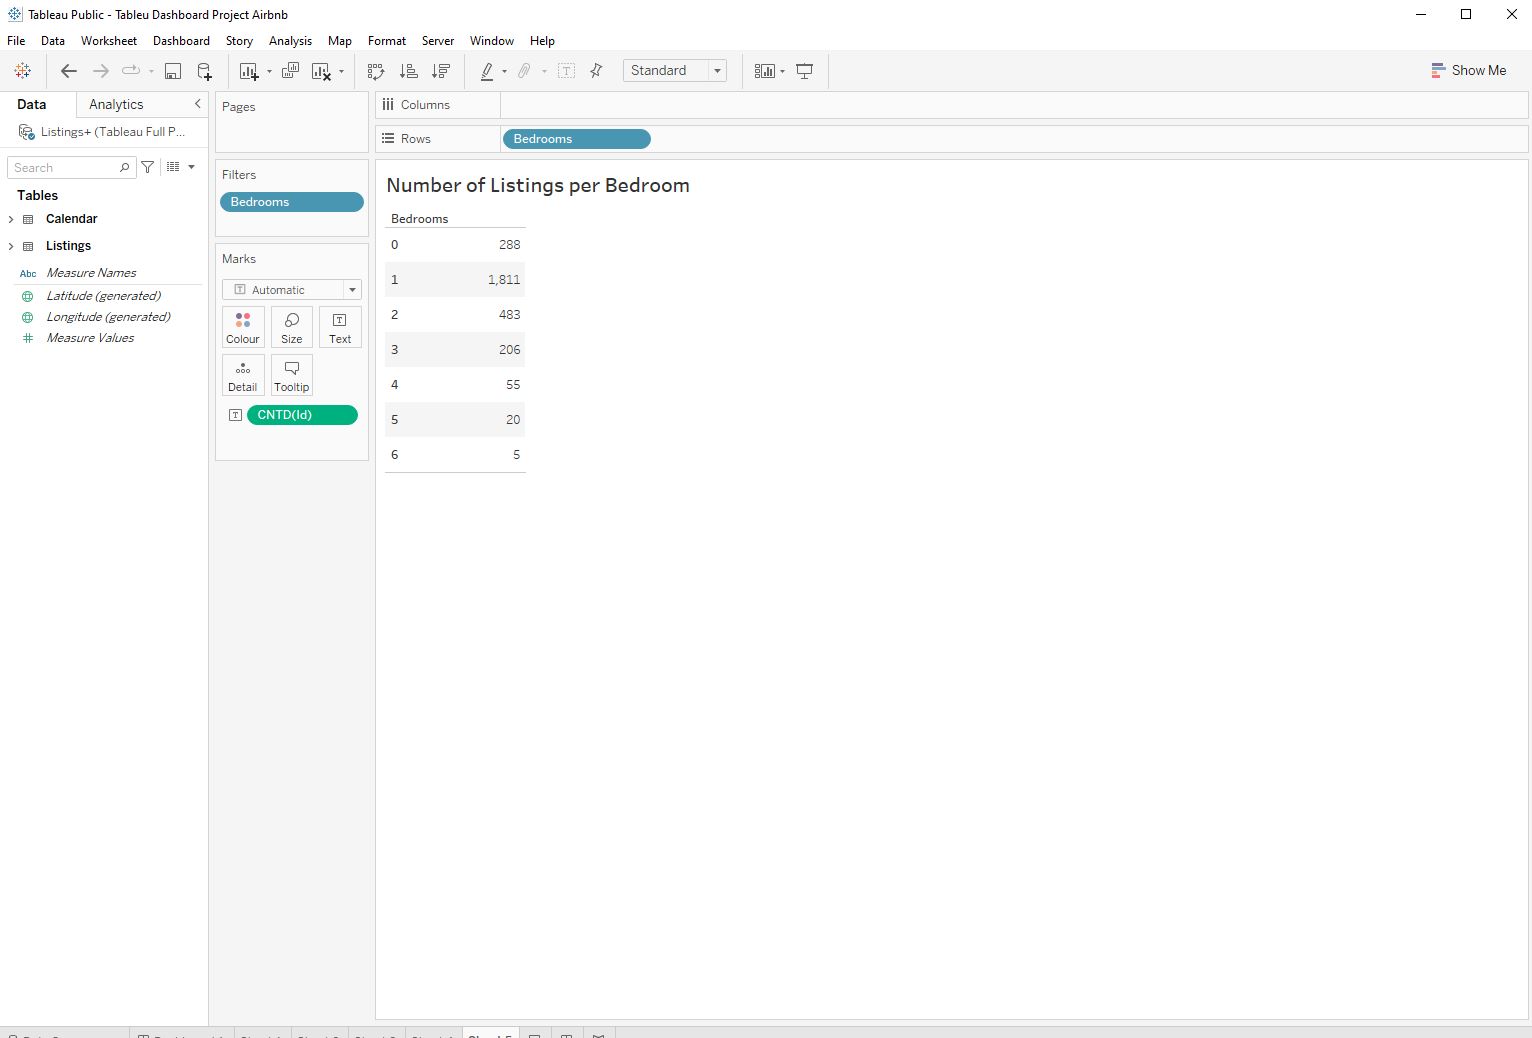 Tableau Public - Tableu Dashboard Project Airbnb
File Data Worksheet Dashboard Story Analysis Map Format Server Window Help
Standard
Show Me
Data Analytics
Listings+ (Tableau Full P...
Search
Tables
Calendar
Listings
Abc Measure Names
Latitude (generated)
Longitude (generated)
# Measure Values
Pages
Filters
Bedrooms
Marks
T Automatic
Colour Size T Text
Detail Tooltip
T CNTD(Id)
Columns
Rows Bedrooms
Number of Listings per Bedroom
Bedrooms
0 288
1 1,811
2 483
3 206
4 55
5 20
6 5